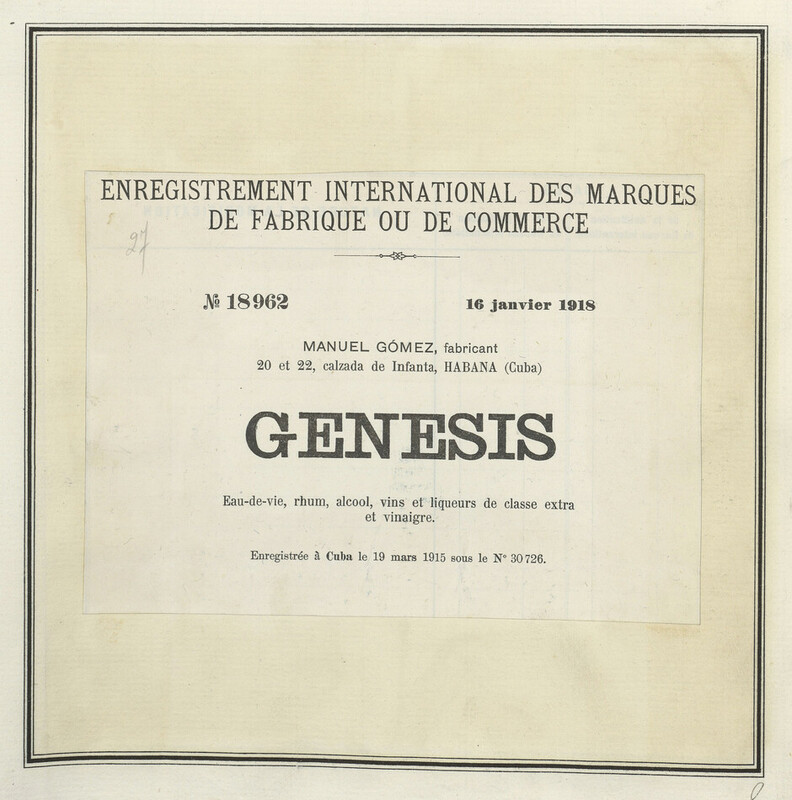 ENREGISTREMENT INTERNATIONAL DES MARQUES
DE FABRIQUE OU DE COMMERCE
27
№ 18962 16 janvier 1918
MANUEL GÓMEZ, fabricant
20 et 22, calzada de Infanta, HABANA (Cuba)
GENESIS
Eau-de-vie, rhum, alcool, vins et liqueurs de classe extra
et vinaigre.
Enregistrée à Cuba le 19 mars 1915 sous le N° 30726.